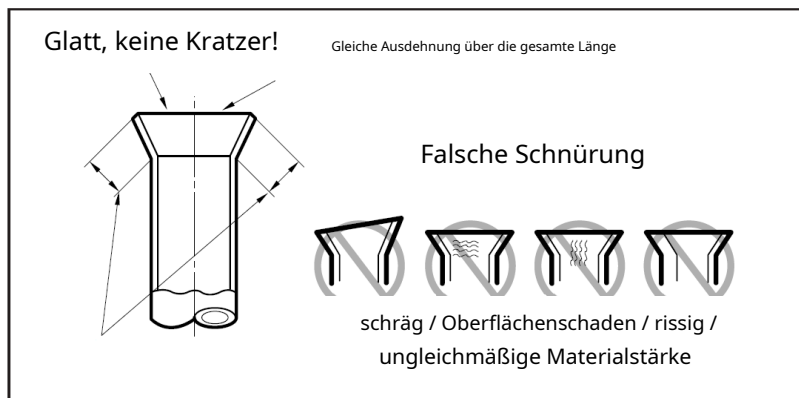 Glatt, keine Kratzer!
Gleiche Ausdehnung über die gesamte Länge
Falsche Schnürung
schräg / Oberflächenschaden / rissig /
ungleichmäßige Materialstärke